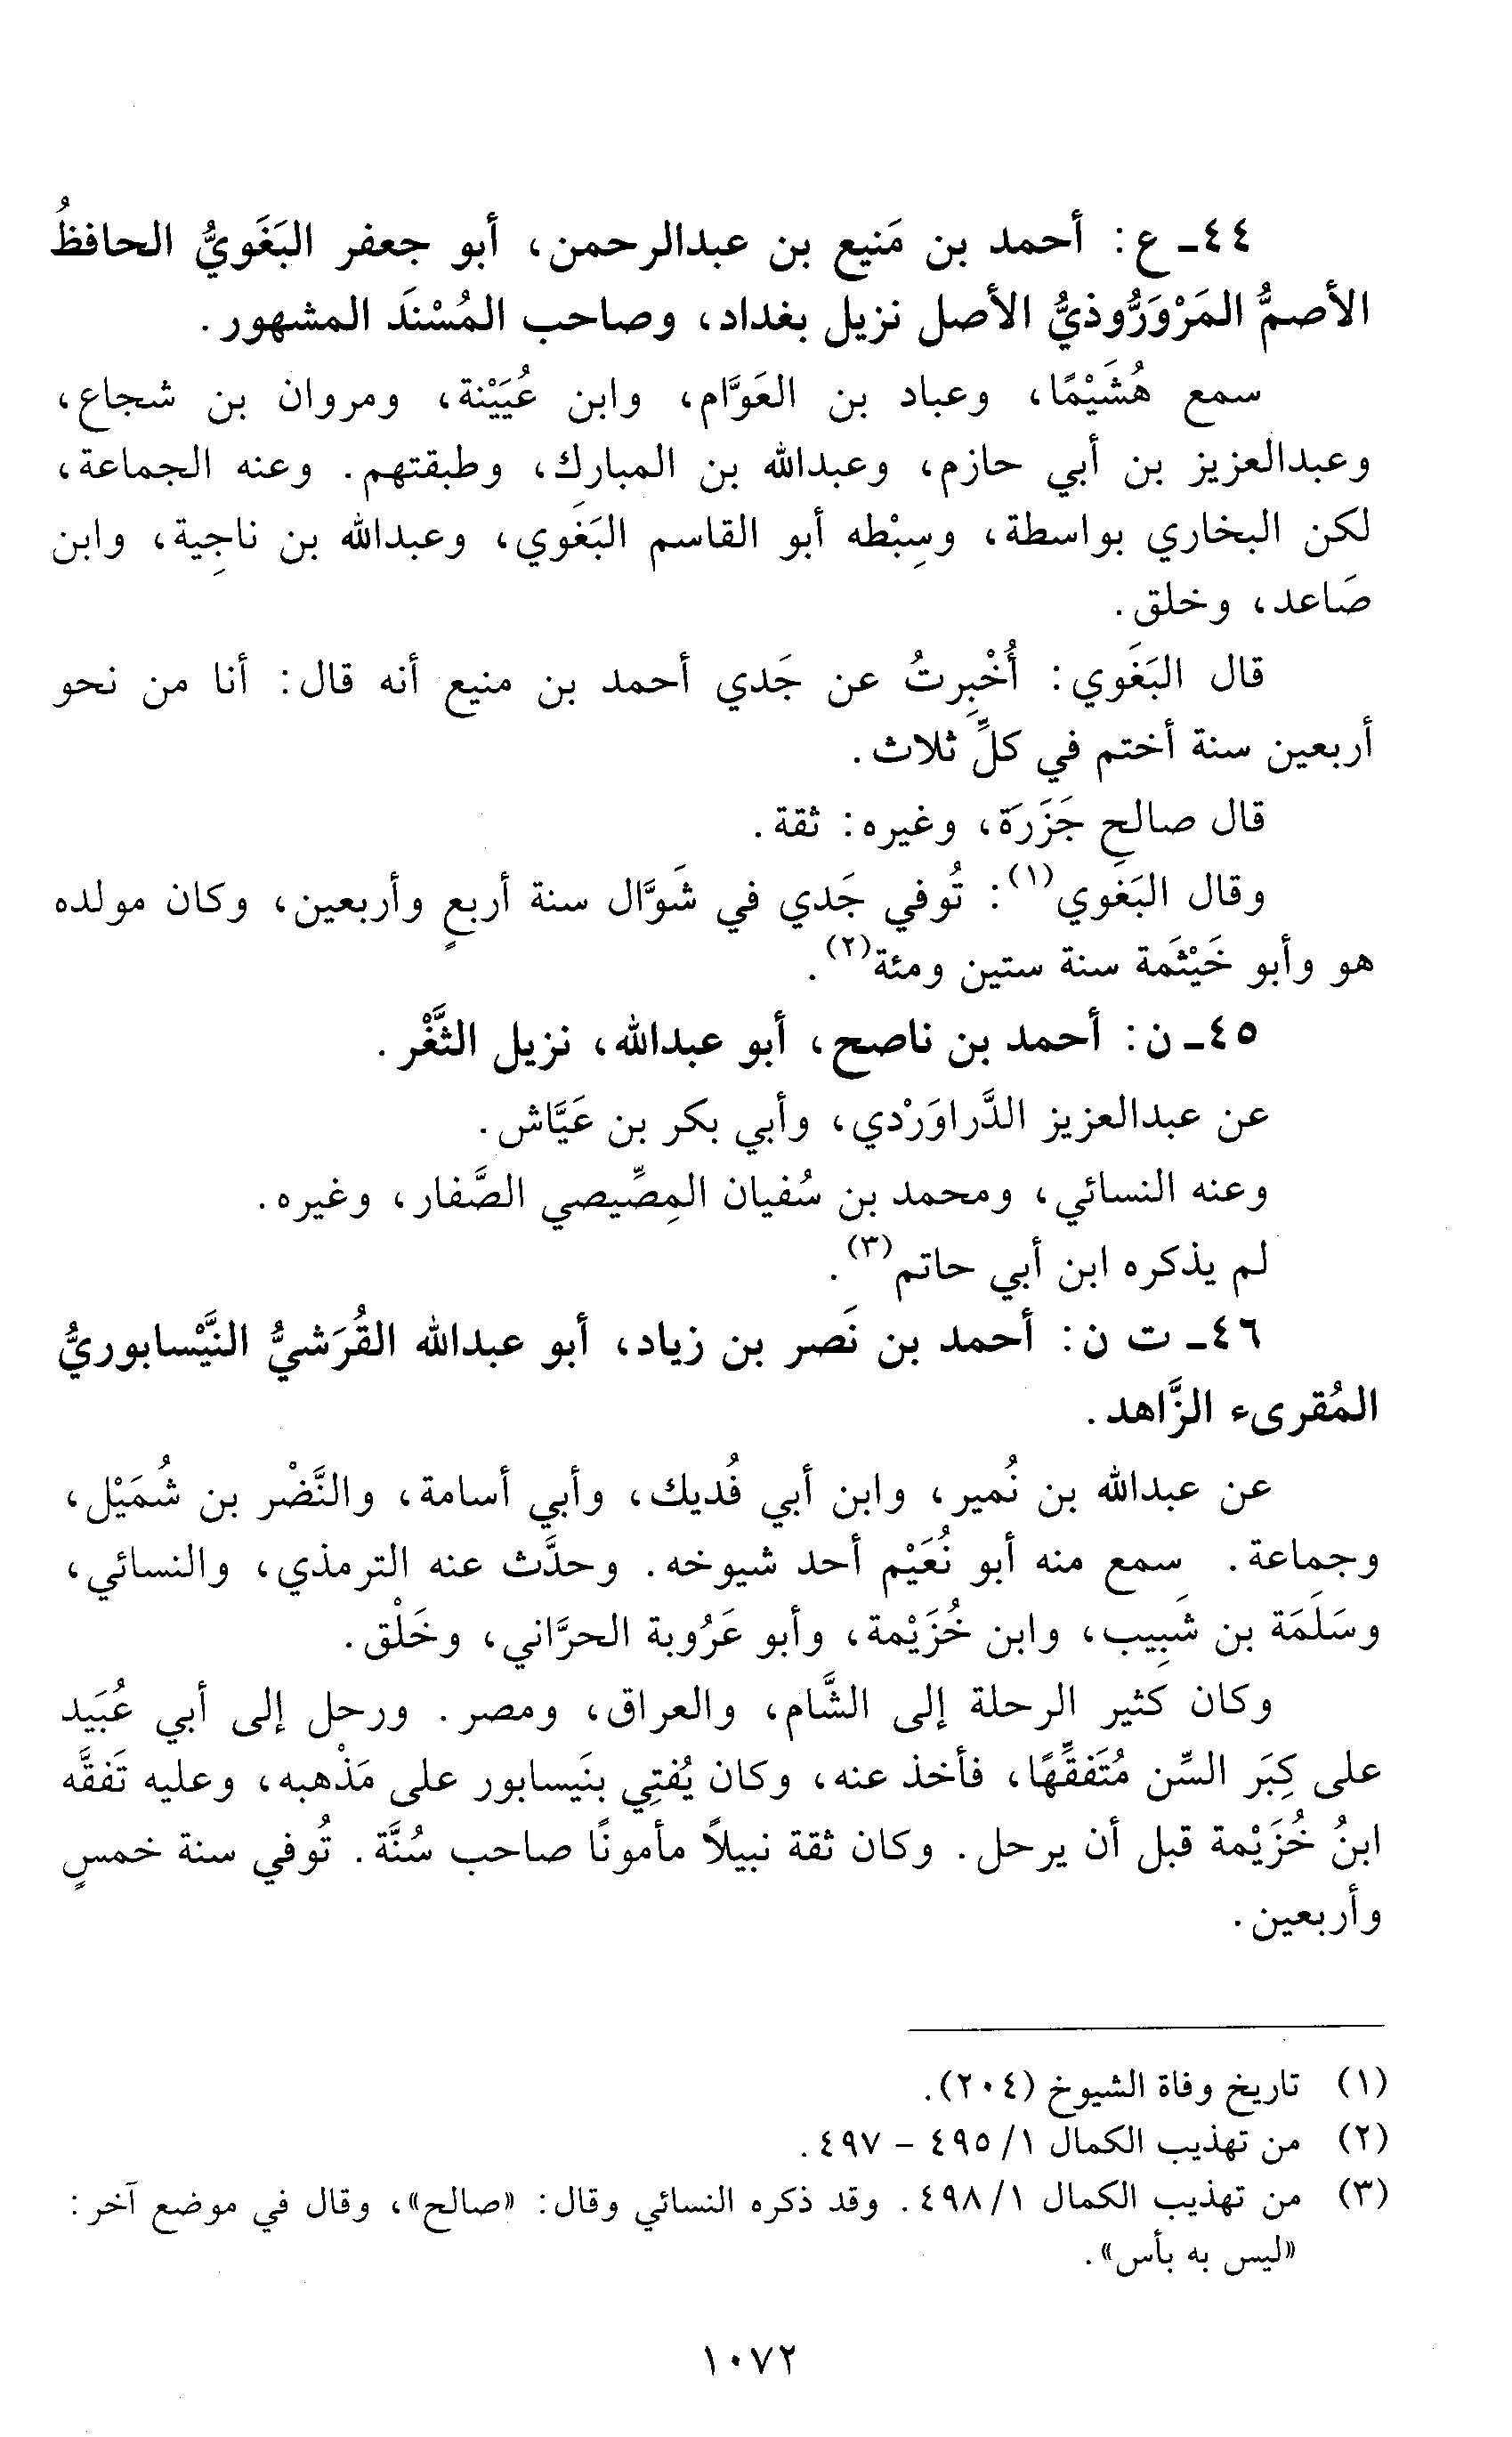 ٤٤ـ ع: أحمد بن مَنيع بن عبدالرحمن، أبو جعفر البَغَويُّ الحافظُ
الأصمُّ المَرْوَرُّوذيُّ الأصل نزيل بغداد، وصاحب المُسْنَد المشهور.
سمع هُشَيْمًا، وعباد بن العَوَّام، وابن عُيَيْنة، ومروان بن شجاع،
وعبدالعزيز بن أبي حازم، وعبدالله بن المبارك، وطبقتهم. وعنه الجماعة،
لكن البخاري بواسطة، وسِبْطه أبو القاسم البَغَوي، وعبدالله بن ناجِية، وابن
صَاعد، وخلق.
قال البَغَوي: أُخْبِرتُ عن جَدي أحمد بن منيع أنه قال: أنا من نحو
أربعين سنة أختم في كلِّ ثلاث.
قال صالح جَزَرَة، وغيره: ثقة.
وقال البَغَوي(١): تُوفي جَدي في شَوَّال سنة أربعٍ وأربعين، وكان مولده
هو وأبو خَيْثَمة سنة ستين ومئة(٢).
٤٥ـ ن: أحمد بن ناصح، أبو عبدالله، نزيل الثَّغْر.
عن عبدالعزيز الدَّراوَرْدي، وأبي بكر بن عَيَّاش.
وعنه النسائي، ومحمد بن سُفيان المِصِّيصي الصَّفار، وغيره.
لم يذكره ابن أبي حاتم(٣).
٤٦ـ ت ن: أحمد بن نَصر بن زياد، أبو عبدالله القُرَشيُّ النَّيْسابوريُّ
المُقرىء الزَّاهد.
عن عبدالله بن نُمير، وابن أبي فُديك، وأبي أسامة، والنَّضْر بن شُمَيْل،
وجماعة. سمع منه أبو نُعَيْم أحد شيوخه. وحدَّث عنه الترمذي، والنسائي،
وسَلَمَة بن شَبِيب، وابن خُزَيْمة، وأبو عَرُوبة الحرَّاني، وخَلْق.
وكان كثير الرحلة إلى الشَّام، والعراق، ومصر. ورحل إلى أبي عُبَيد
على كِبَر السِّن مُتَفقِّهًا، فأخذ عنه، وكان يُفتِي بنَيسابور على مَذْهبه، وعليه تَفقَّه
ابنُ خُزَيْمة قبل أن يرحل. وكان ثقة نبيلاً مأمونًا صاحب سُنَّة. تُوفي سنة خمسٍ
وأربعين.
(١) تاريخ وفاة الشيوخ (٢٠٤).
(٢) من تهذيب الكمال ١/ ٤٩٥ - ٤٩٧.
(٣) من تهذيب الكمال ١/ ٤٩٨. وقد ذكره النسائي وقال: «صالح»، وقال في موضع آخر:
«ليس به بأس».
١٠٧٢